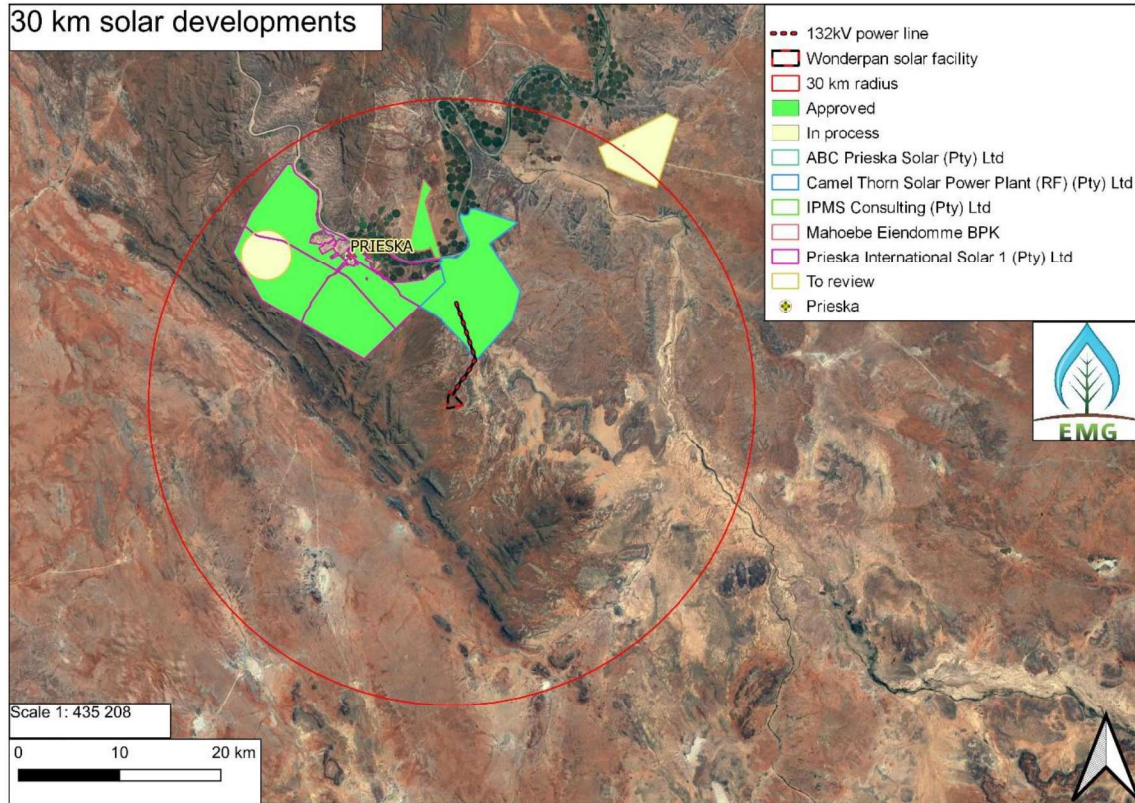 30 km solar developments
132kV power line
Wonderpan solar facility
30 km radius
Approved
In process
ABC Prieska Solar (Pty) Ltd
Camel Thorn Solar Power Plant (RF) (Pty) Ltd
IPMS Consulting (Pty) Ltd
Mahoebe Eiendomme BPK
Prieska International Solar 1 (Pty) Ltd
To review
Prieska
PRIESKA
EMG
Scale 1: 435 208
0 10 20 km